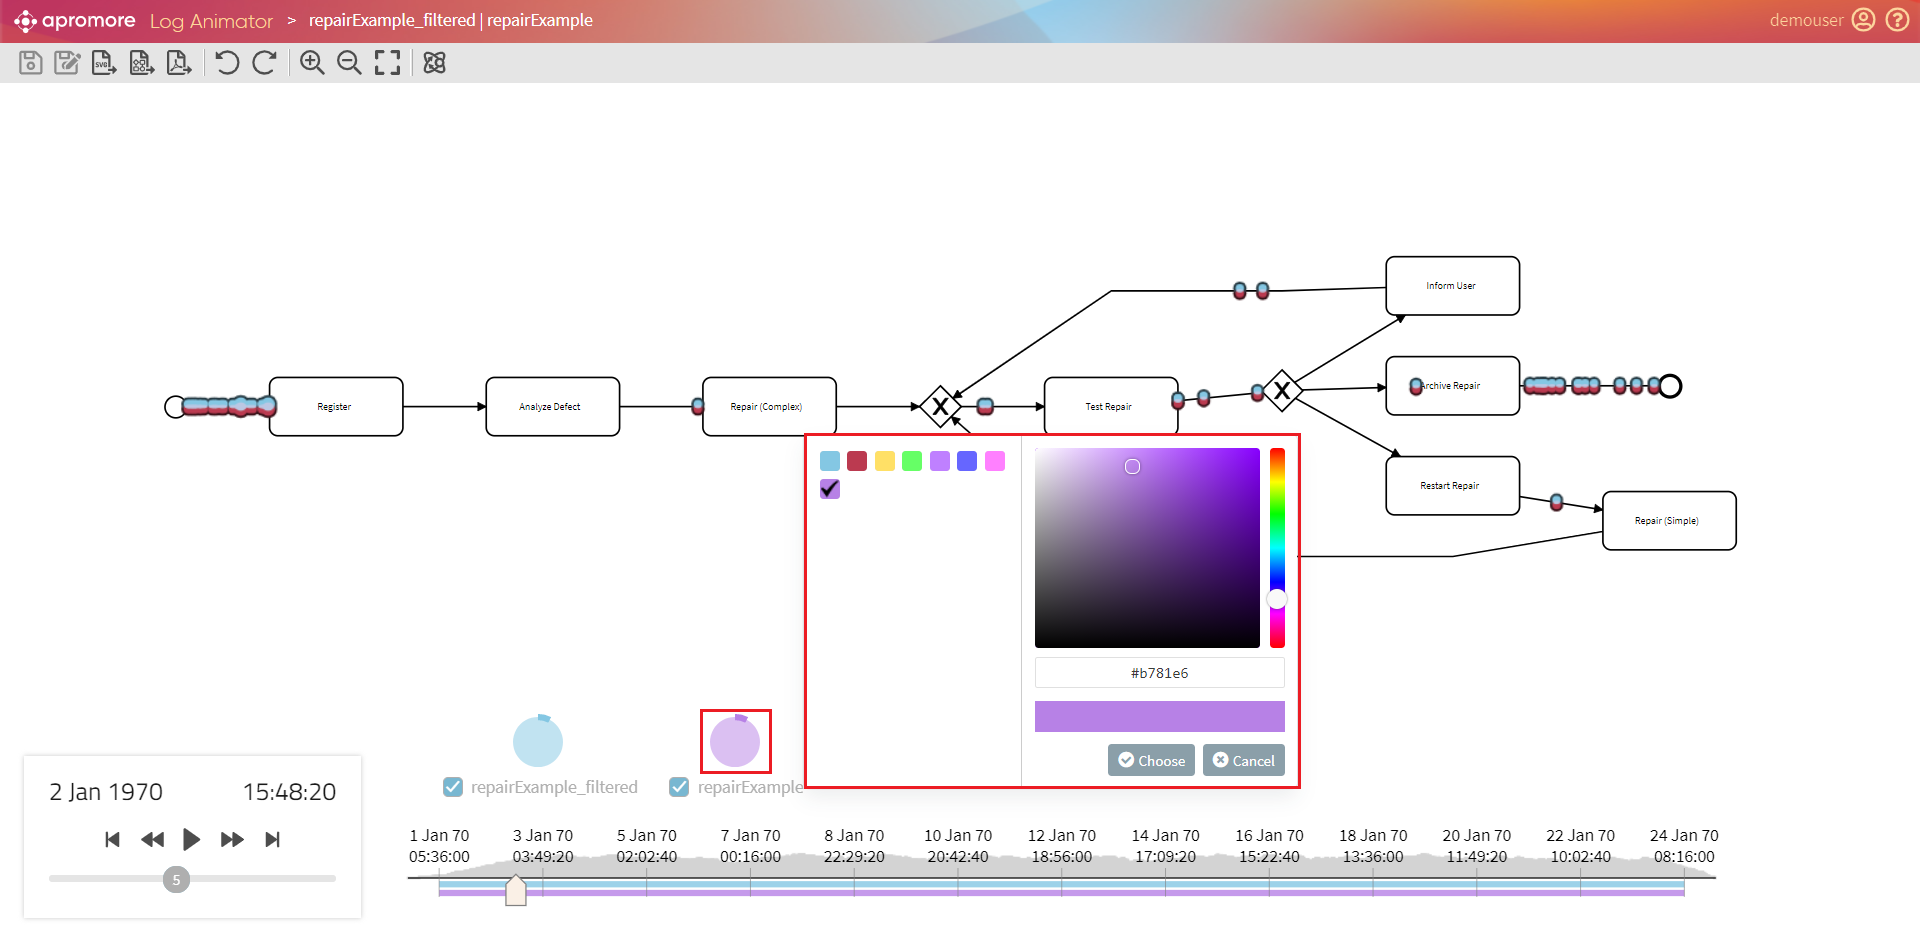 apromore Log Animator > repairExample_filtered | repairExample
demouser
SVG
Inform User
Register
Analyze Defect
Repair (Complex)
X
Test Repair
X
Archive Repair
Restart Repair
Repair (Simple)
#b781e6
Choose
Cancel
repairExample_filtered
repairExample
2 Jan 1970
15:48:20
5
1 Jan 70 3 Jan 70 5 Jan 70 7 Jan 70 8 Jan 70 10 Jan 70 12 Jan 70 14 Jan 70 16 Jan 70 18 Jan 70 20 Jan 70 22 Jan 70 24 Jan 70
05:36:00 03:49:20 02:02:40 00:16:00 22:29:20 20:42:40 18:56:00 17:09:20 15:22:40 13:36:00 11:49:20 10:02:40 08:16:00